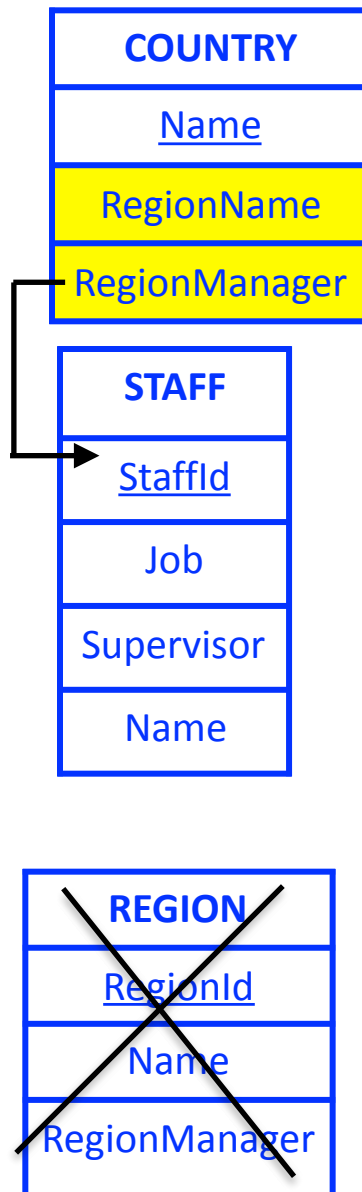 COUNTRY
Name
RegionName
RegionManager
STAFF
StaffId
Job
Supervisor
Name
REGION
RegionId
Name
RegionManager